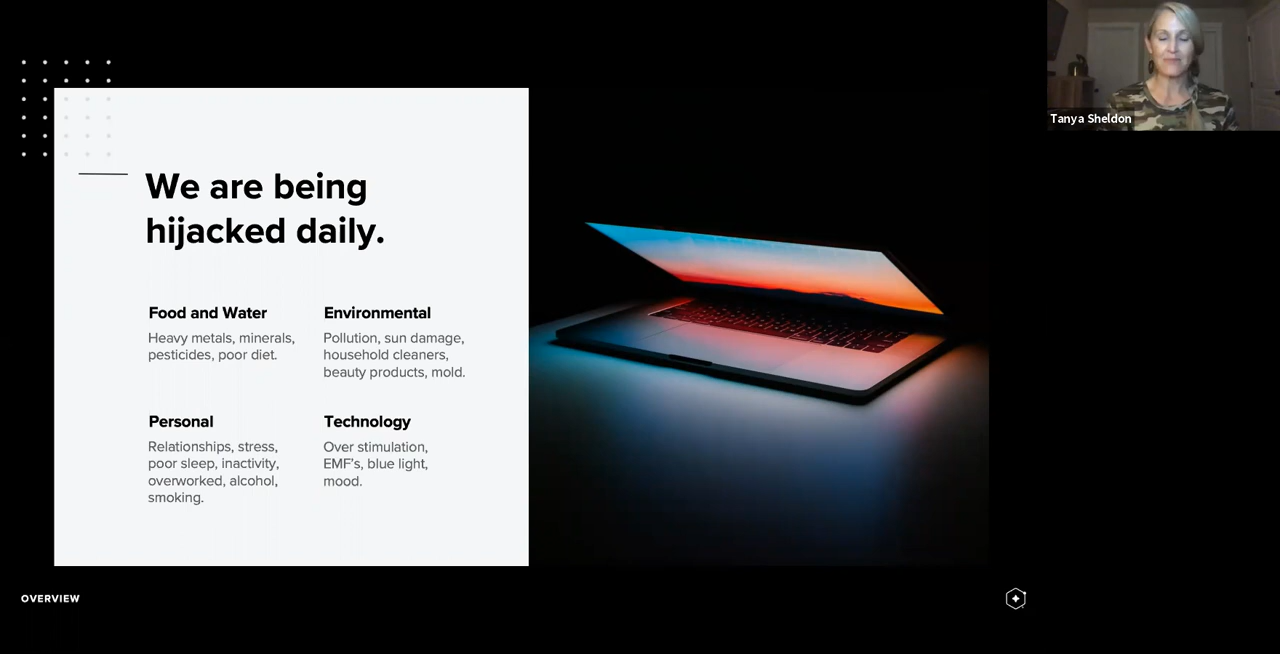 We are being
hijacked daily.
Food and Water
Heavy metals, minerals,
pesticides, poor diet.
Environmental
Pollution, sun damage,
household cleaners,
beauty products, mold.
Personal
Relationships, stress,
poor sleep, inactivity,
overworked, alcohol,
smoking.
Technology
Over stimulation,
EMF's, blue light,
mood.
OVERVIEW
Tanya Sheldon